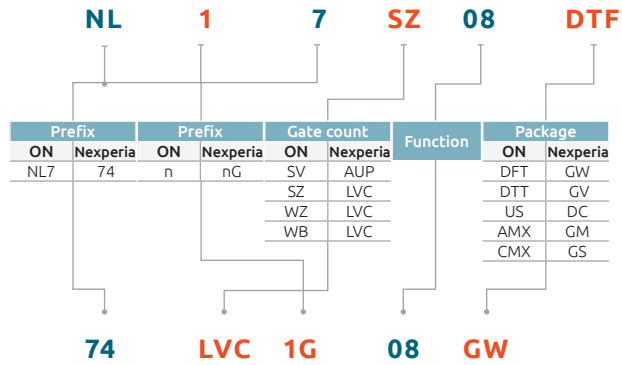 NL 1 7 SZ 08 DTF
Prefix Prefix Gate count Function Package
ON Nexperia ON Nexperia ON Nexperia ON Nexperia
NL7 74 n nG SV AUP DFT GW
SZ LVC DTT GV
WZ LVC US DC
WB LVC AMX GM
CMX GS
74 LVC 1G 08 GW